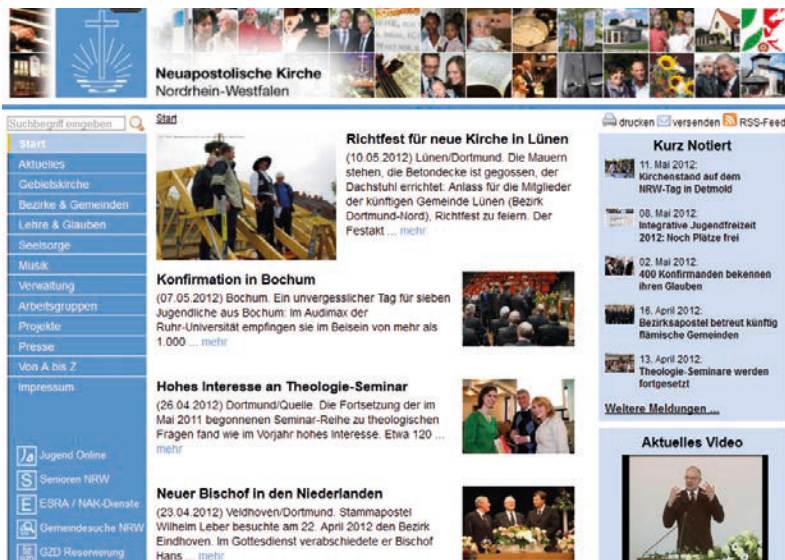 Neuapostolische Kirche
Nordrhein-Westfalen
Suchbegriff eingeben
Start
Aktuelles
Gebietskirche
Bezirke & Gemeinden
Lehre & Glauben
Seelsorge
Musik
Verwaltung
Arbeitsgruppen
Projekte
Presse
Von A bis Z
Impressum
Jugend Online
S Senioren NRW
E ESRA / NAK-Dienste
Gemeindesuche NRW
GZD Reservierung
Start
Richtfest für neue Kirche in Lünen
(10.05.2012) Lünen/Dortmund. Die Mauern
stehen, die Betondecke ist gegossen, der
Dachstuhl errichtet: Anlass für die Mitglieder
der künftigen Gemeinde Lünen (Bezirk
Dortmund-Nord), Richtfest zu feiern. Der
Festakt ... mehr
Konfirmation in Bochum
(07.05.2012) Bochum. Ein unvergesslicher Tag für sieben
Jugendliche aus Bochum: Im Audimax der
Ruhr-Universität empfingen sie im Beisein von mehr als
1.000 ... mehr
Hohes Interesse an Theologie-Seminar
(26.04.2012) Dortmund/Quelle. Die Fortsetzung der im
Mai 2011 begonnenen Seminar-Reihe zu theologischen
Fragen fand wie im Vorjahr hohes Interesse. Etwa 120 ...
mehr
Neuer Bischof in den Niederlanden
(23.04.2012) Veldhoven/Dortmund. Stammapostel
Wilhelm Leber besuchte am 22. April 2012 den Bezirk
Eindhoven. Im Gottesdienst verabschiedete er Bischof
Hans ... mehr
drucken versenden RSS-Feed
Kurz Notiert
11. Mai 2012:
Kirchenstand auf dem
NRW-Tag in Detmold
08. Mai 2012:
Integrative Jugendfreizeit
2012: Noch Plätze frei
02. Mai 2012:
400 Konfirmanden bekennen
ihren Glauben
16. April 2012:
Bezirksapostel betreut künftig
flämische Gemeinden
13. April 2012:
Theologie-Seminare werden
fortgesetzt
Weitere Meldungen ...
Aktuelles Video